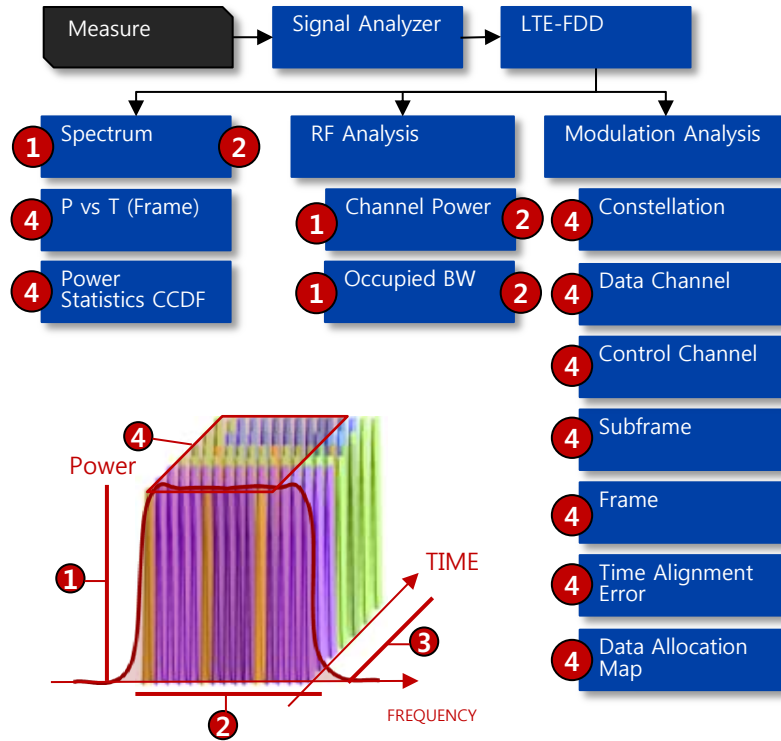 Measure
Signal Analyzer
LTE-FDD
1
Spectrum
2
RF Analysis
Modulation Analysis
4
P vs T (Frame)
1
Channel Power
2
4
Constellation
4
Power
Statistics CCDF
1
Occupied BW
2
4
Data Channel
4
Control Channel
4
Subframe
4
Frame
4
Time Alignment
Error
4
Data Allocation
Map
4
Power
1
TIME
3
2
FREQUENCY